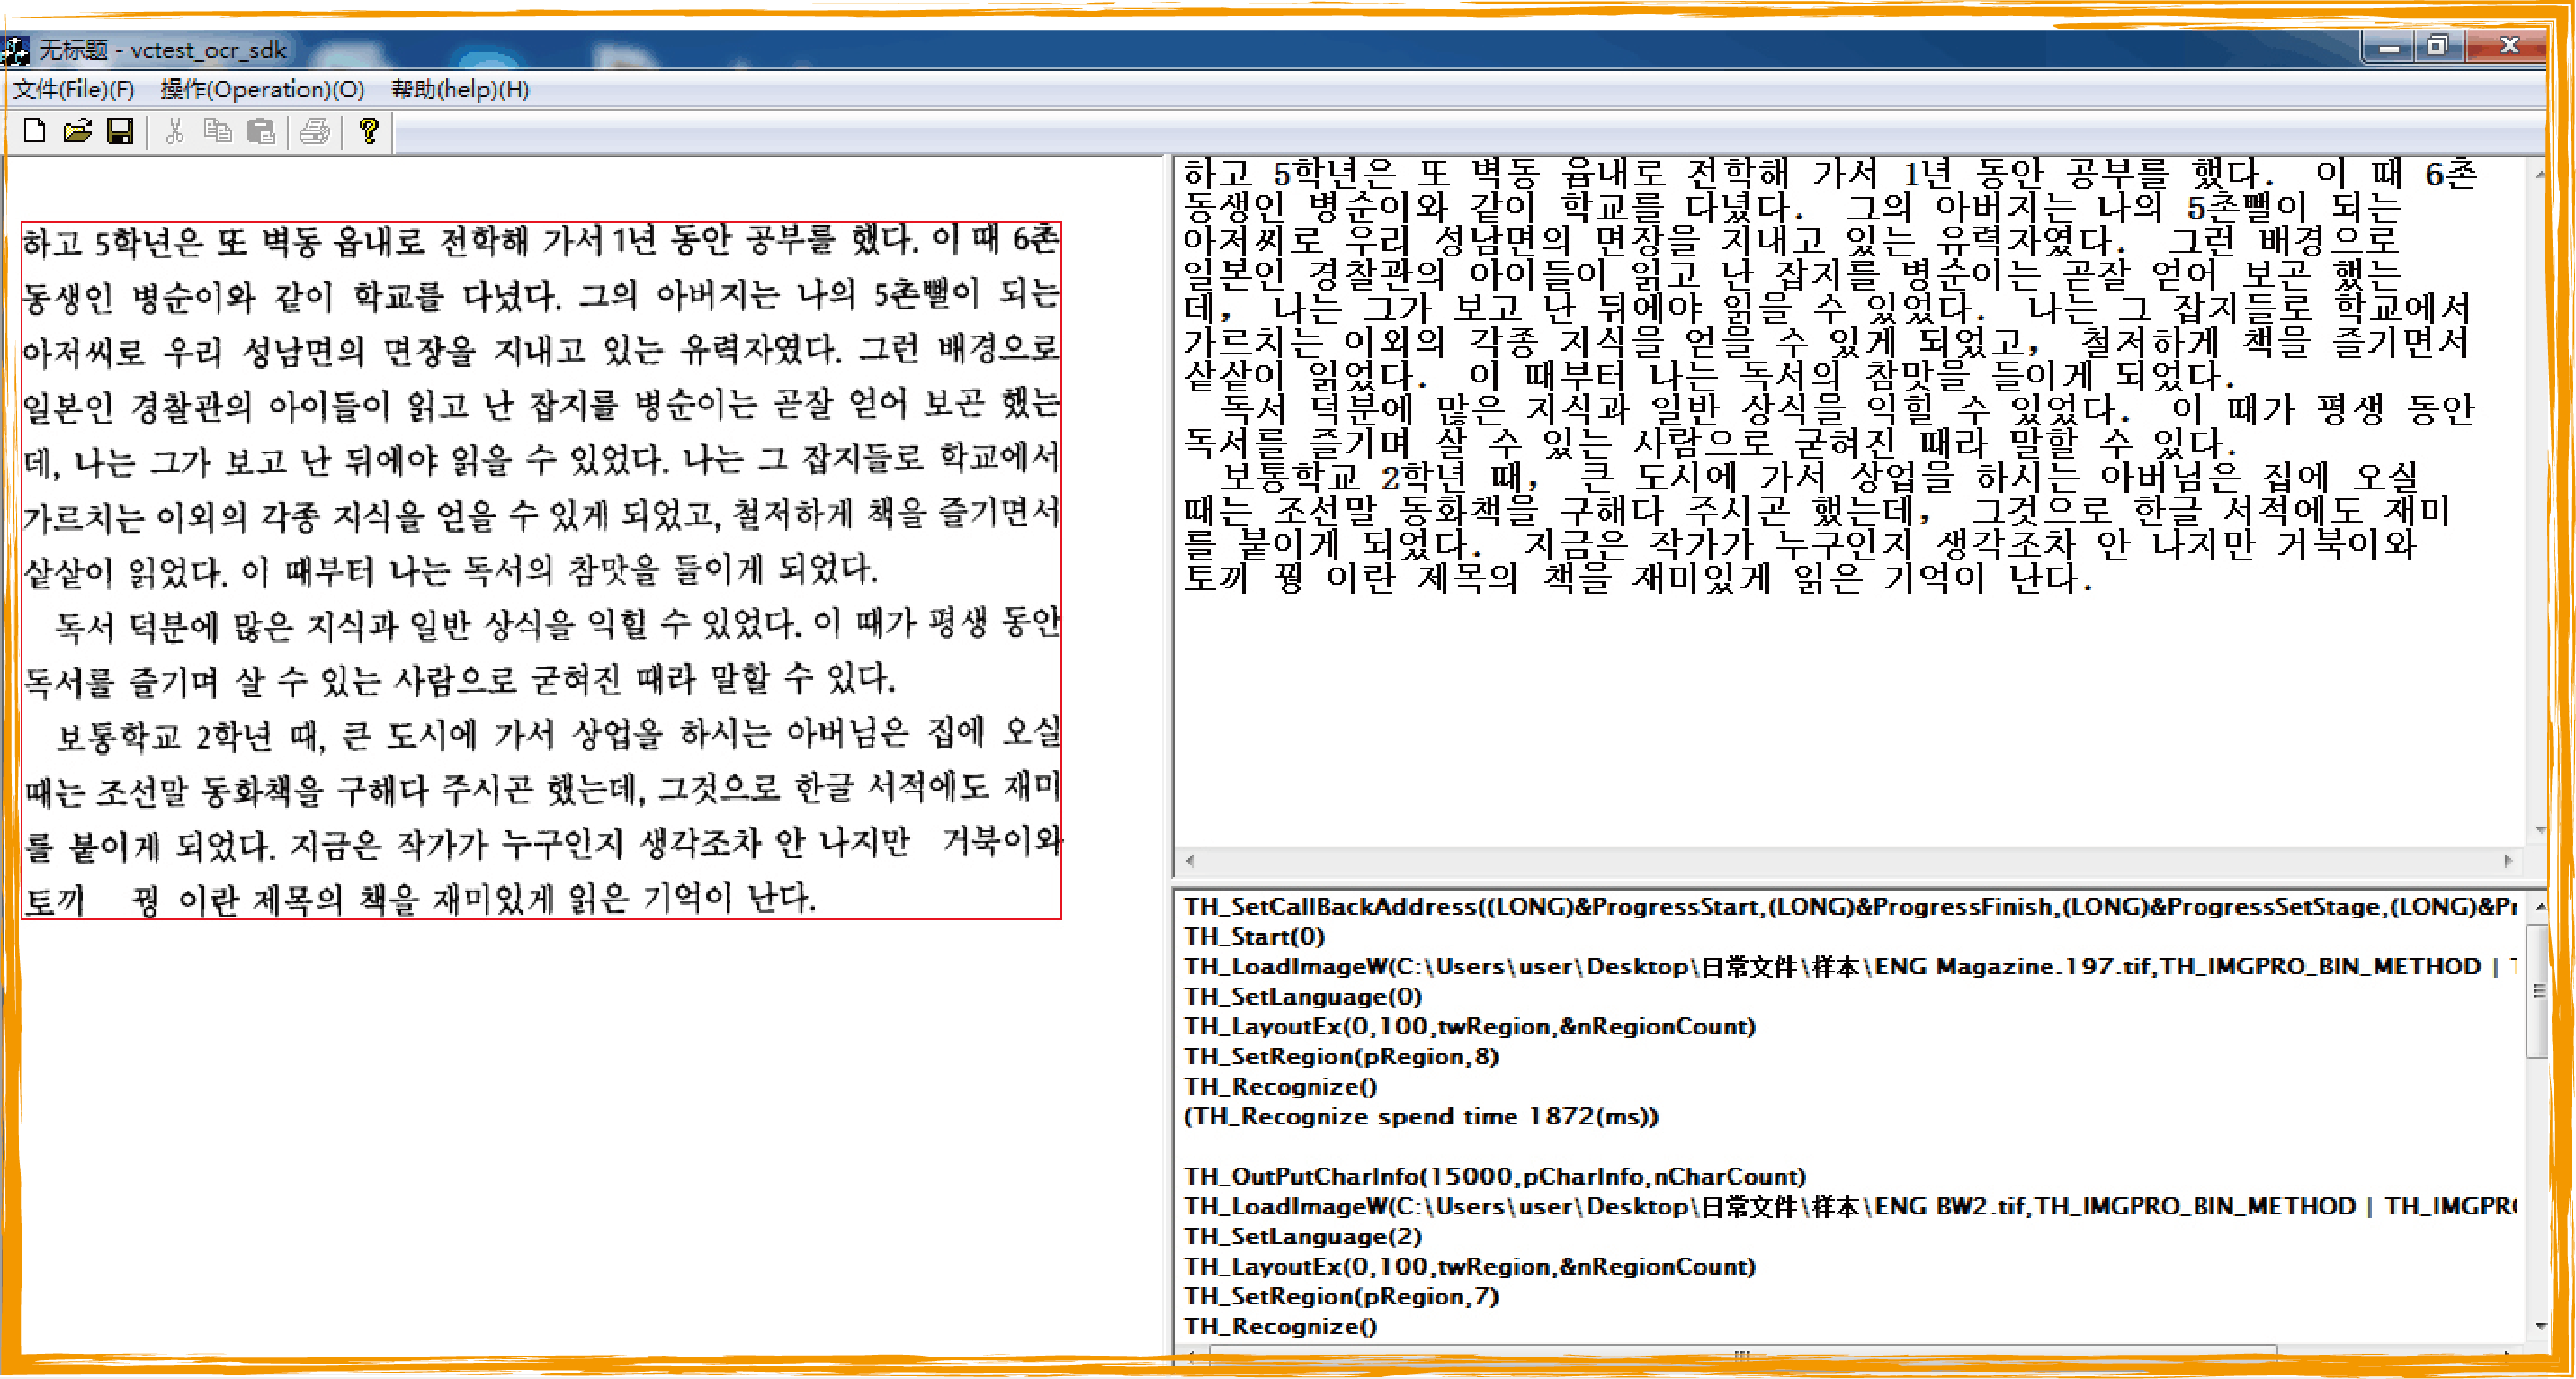 无标题 - vctest_ocr_sdk
文件(File)(F) 操作(Operation)(O) 帮助(help)(H)
하고 5학년은 또 벽동 읍내로 전학해 가서 1년 동안 공부를 했다. 이 때 6촌
동생인 병순이와 같이 학교를 다녔다. 그의 아버지는 나의 5촌뻘이 되는
아저씨로 우리 성남면의 면장을 지내고 있는 유력자였다. 그런 배경으로
일본인 경찰관의 아이들이 읽고 난 잡지를 병순이는 곧잘 얻어 보곤 했는
데, 나는 그가 보고 난 뒤에야 읽을 수 있었다. 나는 그 잡지들로 학교에서
가르치는 이외의 각종 지식을 얻을 수 있게 되었고, 철저하게 책을 즐기면서
샅샅이 읽었다. 이 때부터 나는 독서의 참맛을 들이게 되었다.
독서 덕분에 많은 지식과 일반 상식을 익힐 수 있었다. 이 때가 평생 동안
독서를 즐기며 살 수 있는 사람으로 굳혀진 때라 말할 수 있다.
보통학교 2학년 때, 큰 도시에 가서 상업을 하시는 아버님은 집에 오실
때는 조선말 동화책을 구해다 주시곤 했는데, 그것으로 한글 서적에도 재미
를 붙이게 되었다. 지금은 작가가 누구인지 생각조차 안 나지만 거북이와
토끼 꿩 이란 제목의 책을 재미있게 읽은 기억이 난다.
하고 5학년은 또 벽동 읍내로 전학해 가서 1년 동안 공부를 했다. 이 때 6촌
동생인 병순이와 같이 학교를 다녔다. 그의 아버지는 나의 5촌뻘이 되는
아저씨로 우리 성남면의 면장을 지내고 있는 유력자였다. 그런 배경으로
일본인 경찰관의 아이들이 읽고 난 잡지를 병순이는 곧잘 얻어 보곤 했는
데, 나는 그가 보고 난 뒤에야 읽을 수 있었다. 나는 그 잡지들로 학교에서
가르치는 이외의 각종 지식을 얻을 수 있게 되었고, 철저하게 책을 즐기면서
샅샅이 읽었다. 이 때부터 나는 독서의 참맛을 들이게 되었다.
독서 덕분에 많은 지식과 일반 상식을 익힐 수 있었다. 이 때가 평생 동안
독서를 즐기며 살 수 있는 사람으로 굳혀진 때라 말할 수 있다.
보통학교 2학년 때, 큰 도시에 가서 상업을 하시는 아버님은 집에 오실
때는 조선말 동화책을 구해다 주시곤 했는데, 그것으로 한글 서적에도 재미
를 붙이게 되었다. 지금은 작가가 누구인지 생각조차 안 나지만 거북이와
토끼 꿩 이란 제목의 책을 재미있게 읽은 기억이 난다.
TH_SetCallBackAddress((LONG)&ProgressStart,(LONG)&ProgressFinish,(LONG)&ProgressSetStage,(LONG)&Pr
TH_Start(0)
TH_LoadImageW(C:\Users\user\Desktop\日常文件\样本\ENG Magazine.197.tif,TH_IMGPRO_BIN_METHOD |
TH_SetLanguage(0)
TH_LayoutEx(0,100,twRegion,&nRegionCount)
TH_SetRegion(pRegion,8)
TH_Recognize()
(TH_Recognize spend time 1872(ms))
TH_OutPutCharInfo(15000,pCharInfo,nCharCount)
TH_LoadImageW(C:\Users\user\Desktop\日常文件\样本\ENG BW2.tif,TH_IMGPRO_BIN_METHOD | TH_IMGPR
TH_SetLanguage(2)
TH_LayoutEx(0,100,twRegion,&nRegionCount)
TH_SetRegion(pRegion,7)
TH_Recognize()